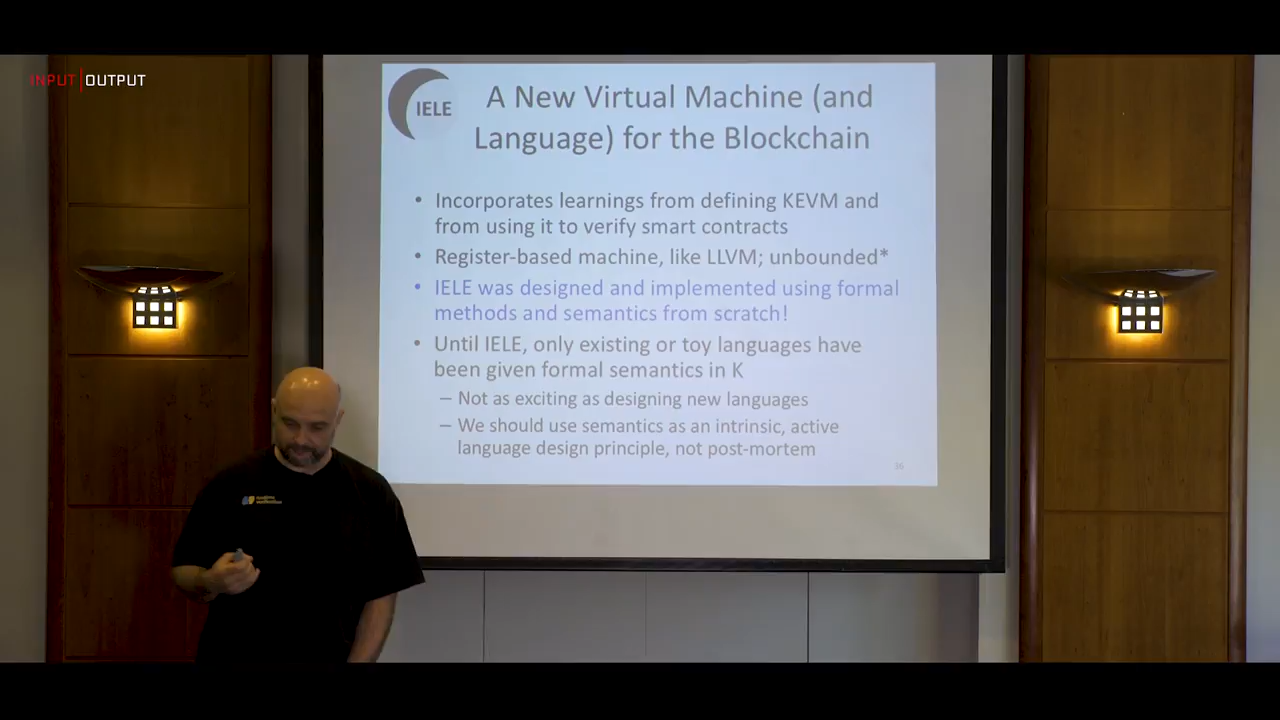 INPUT OUTPUT
IELE
A New Virtual Machine (and
Language) for the Blockchain
• Incorporates learnings from defining KEVM and
from using it to verify smart contracts
• Register-based machine, like LLVM; unbounded*
• IELE was designed and implemented using formal
methods and semantics from scratch!
• Until IELE, only existing or toy languages have
been given formal semantics in K
– Not as exciting as designing new languages
– We should use semantics as an intrinsic, active
language design principle, not post-mortem
36